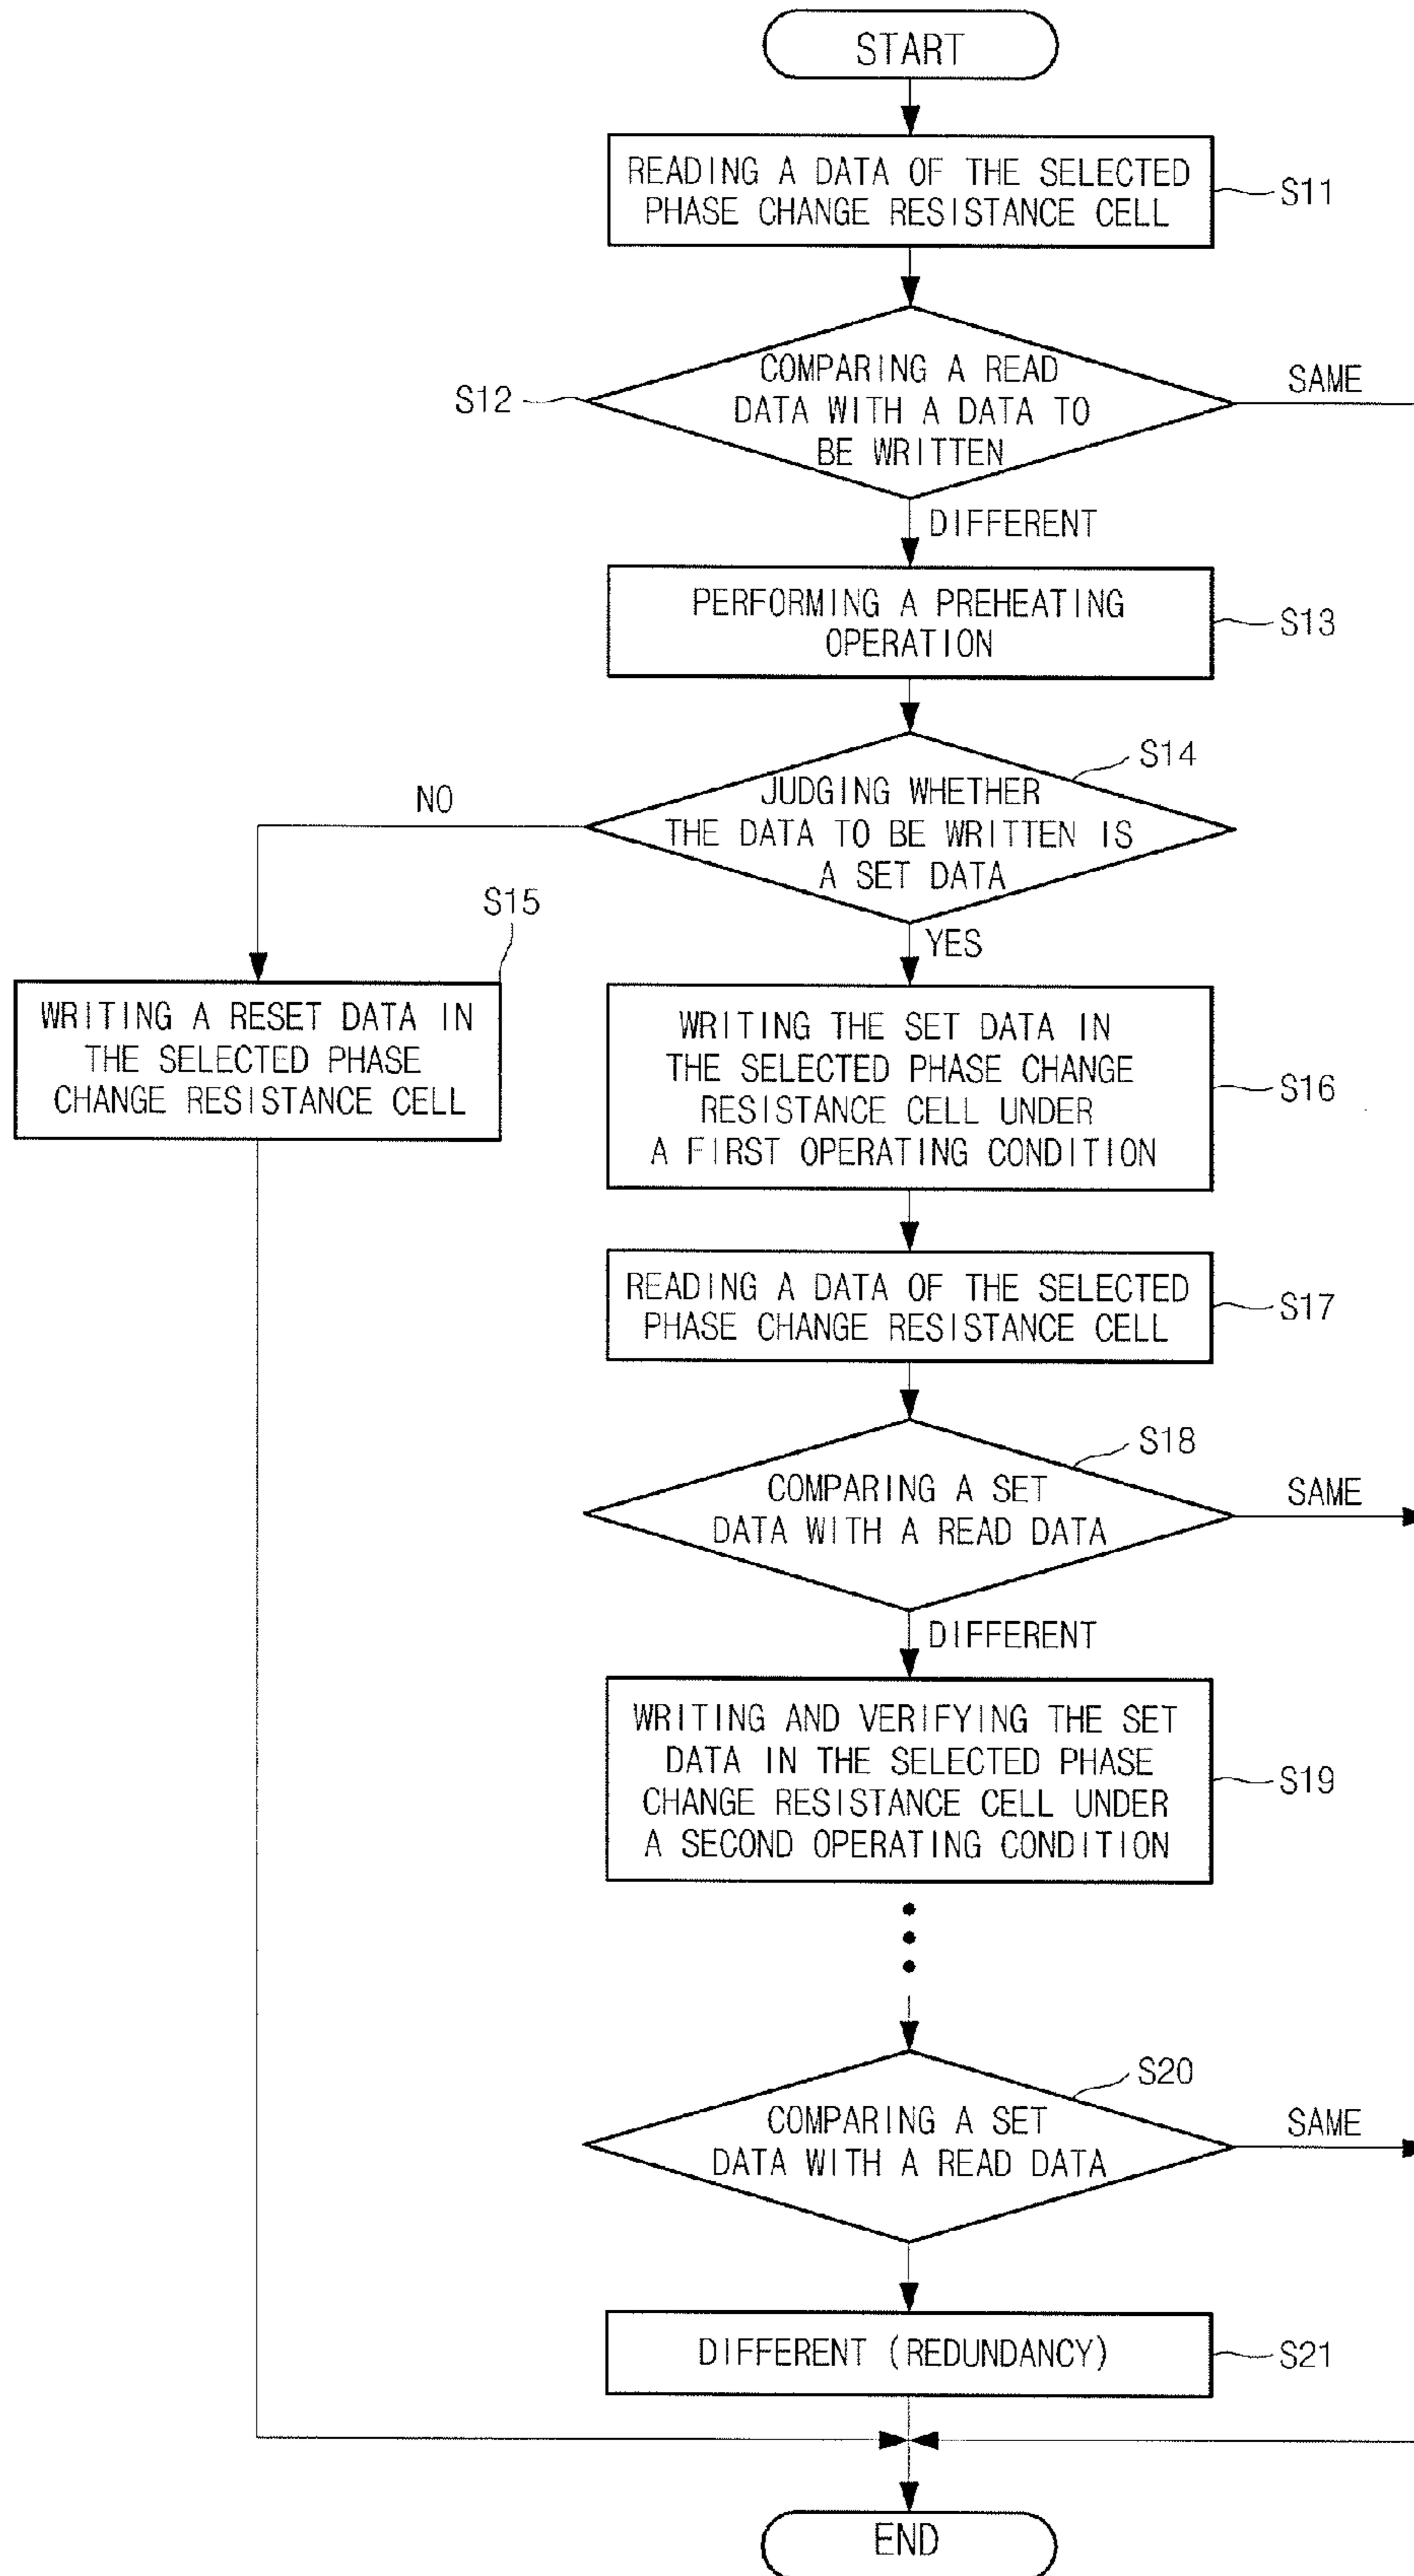 START
READING A DATA OF THE SELECTED
PHASE CHANGE RESISTANCE CELL
S11
COMPARING A READ
DATA WITH A DATA TO
BE WRITTEN
S12
SAME
DIFFERENT
PERFORMING A PREHEATING
OPERATION
S13
S14
JUDGING WHETHER
THE DATA TO BE WRITTEN IS
A SET DATA
NO
YES
S15
WRITING A RESET DATA IN
THE SELECTED PHASE
CHANGE RESISTANCE CELL
WRITING THE SET DATA IN
THE SELECTED PHASE CHANGE
RESISTANCE CELL UNDER
A FIRST OPERATING CONDITION
S16
READING A DATA OF THE SELECTED
PHASE CHANGE RESISTANCE CELL
S17
S18
COMPARING A SET
DATA WITH A READ DATA
SAME
DIFFERENT
WRITING AND VERIFYING THE SET
DATA IN THE SELECTED PHASE
CHANGE RESISTANCE CELL UNDER
A SECOND OPERATING CONDITION
S19
S20
COMPARING A SET
DATA WITH A READ DATA
SAME
DIFFERENT (REDUNDANCY)
S21
END